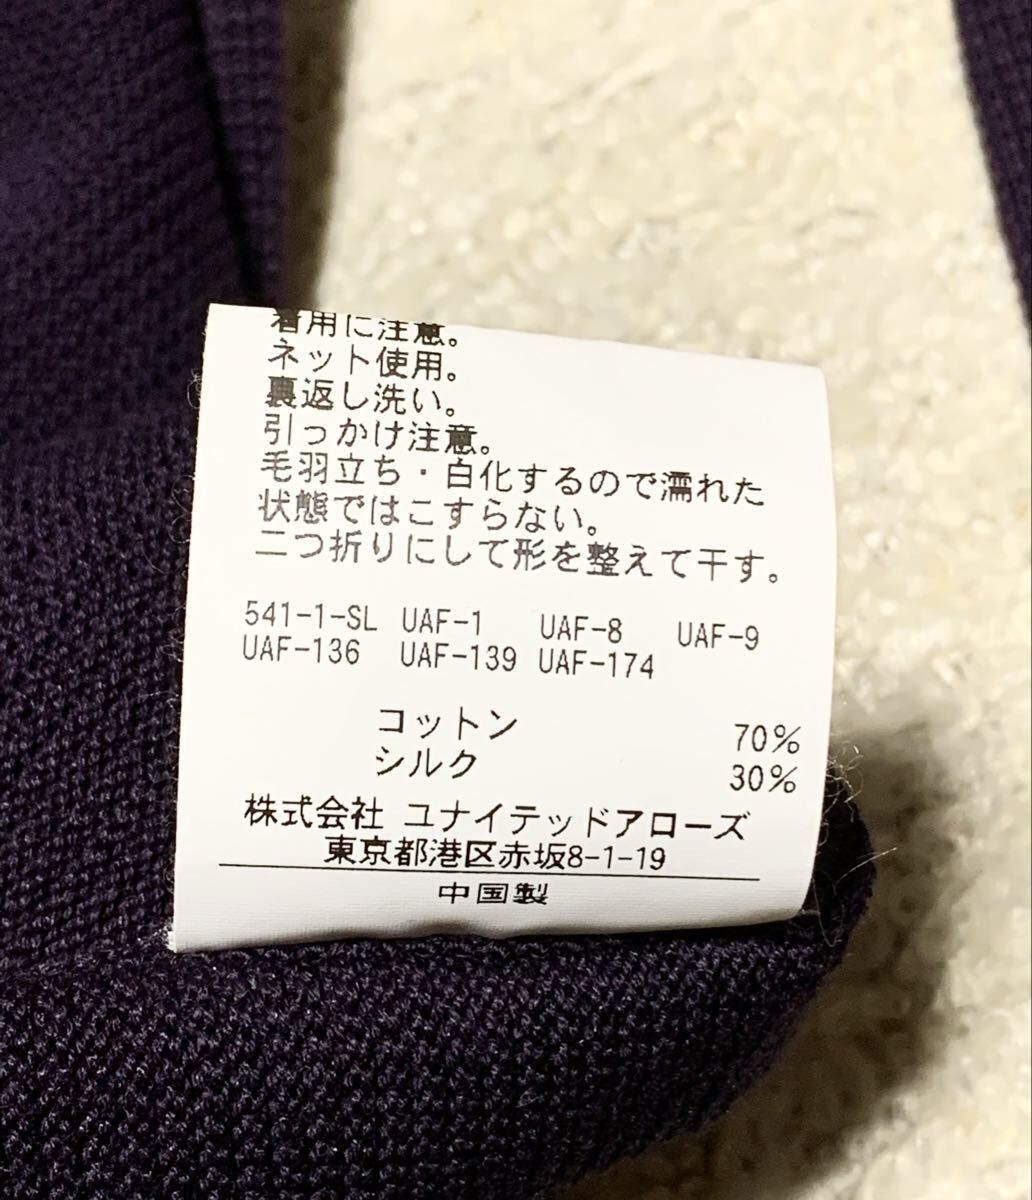 着用に注意。
ネット使用。
裏返し洗い。
引っかけ注意。
毛羽立ち・白化するので濡れた
状態ではこすらない。
二つ折りにして形を整えて干す。
541-1-SL UAF-1 UAF-8 UAF-9
UAF-136 UAF-139 UAF-174
コットン 70%
シルク 30%
株式会社 ユナイテッドアローズ
東京都港区赤坂8-1-19
中国製